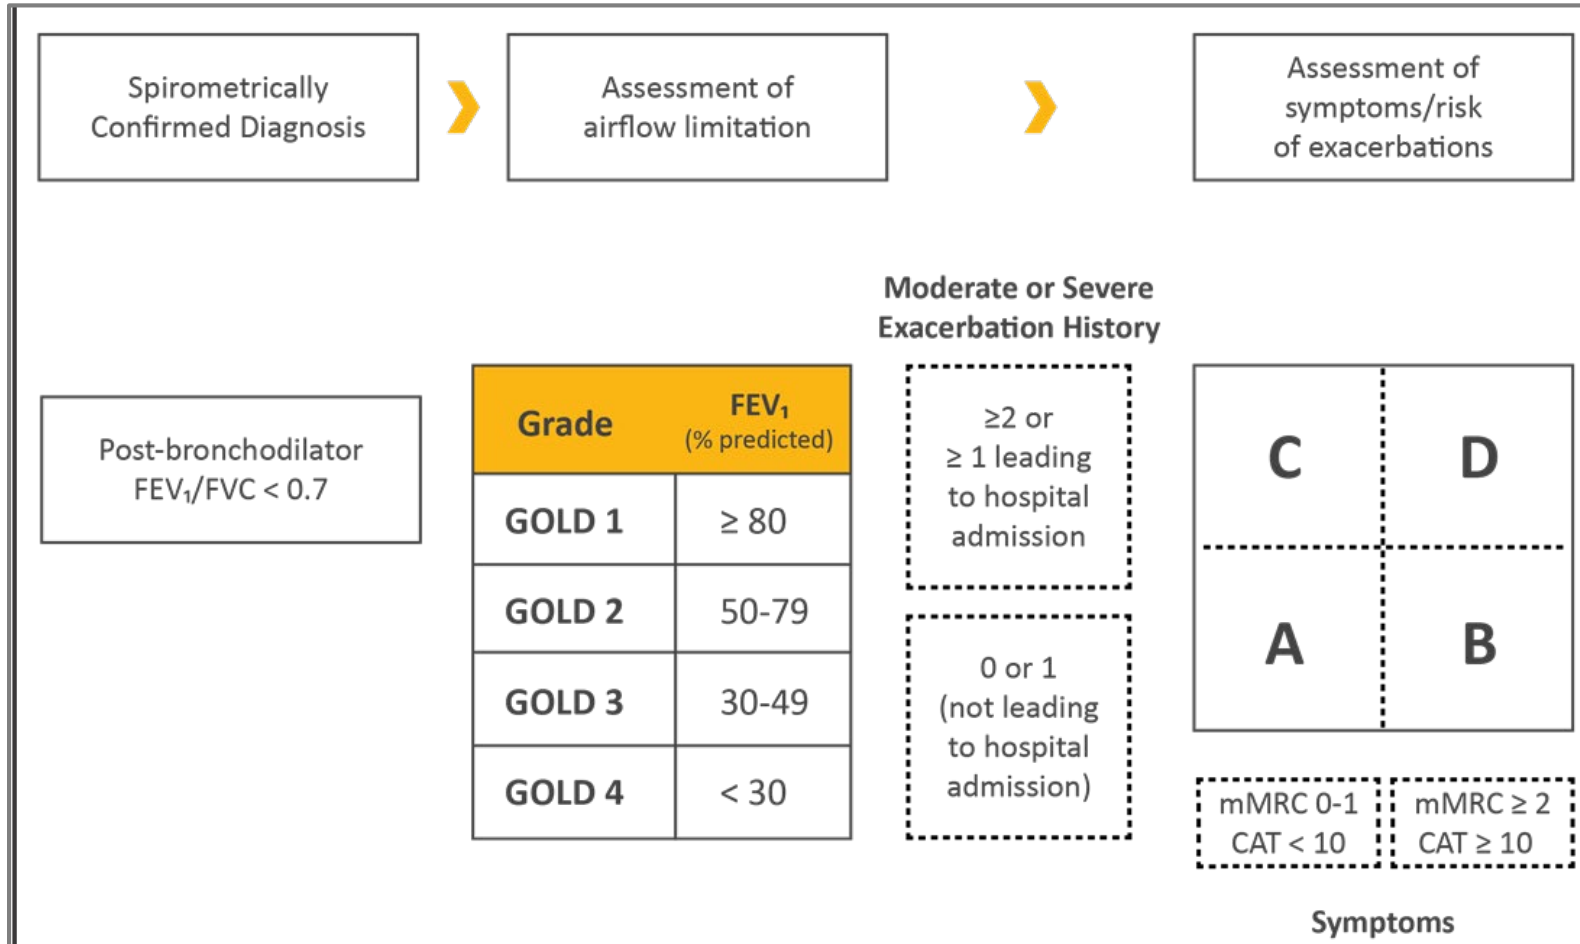 Spirometrically
Confirmed Diagnosis
Assessment of
airflow limitation
Assessment of
symptoms/risk
of exacerbations
Post-bronchodilator
FEV₁/FVC < 0.7
Grade
FEV₁
(% predicted)
GOLD 1
≥ 80
GOLD 2
50-79
GOLD 3
30-49
GOLD 4
< 30
Moderate or Severe
Exacerbation History
≥2 or
≥ 1 leading
to hospital
admission
0 or 1
(not leading
to hospital
admission)
C
D
A
B
mMRC 0-1
CAT < 10
mMRC ≥ 2
CAT ≥ 10
Symptoms